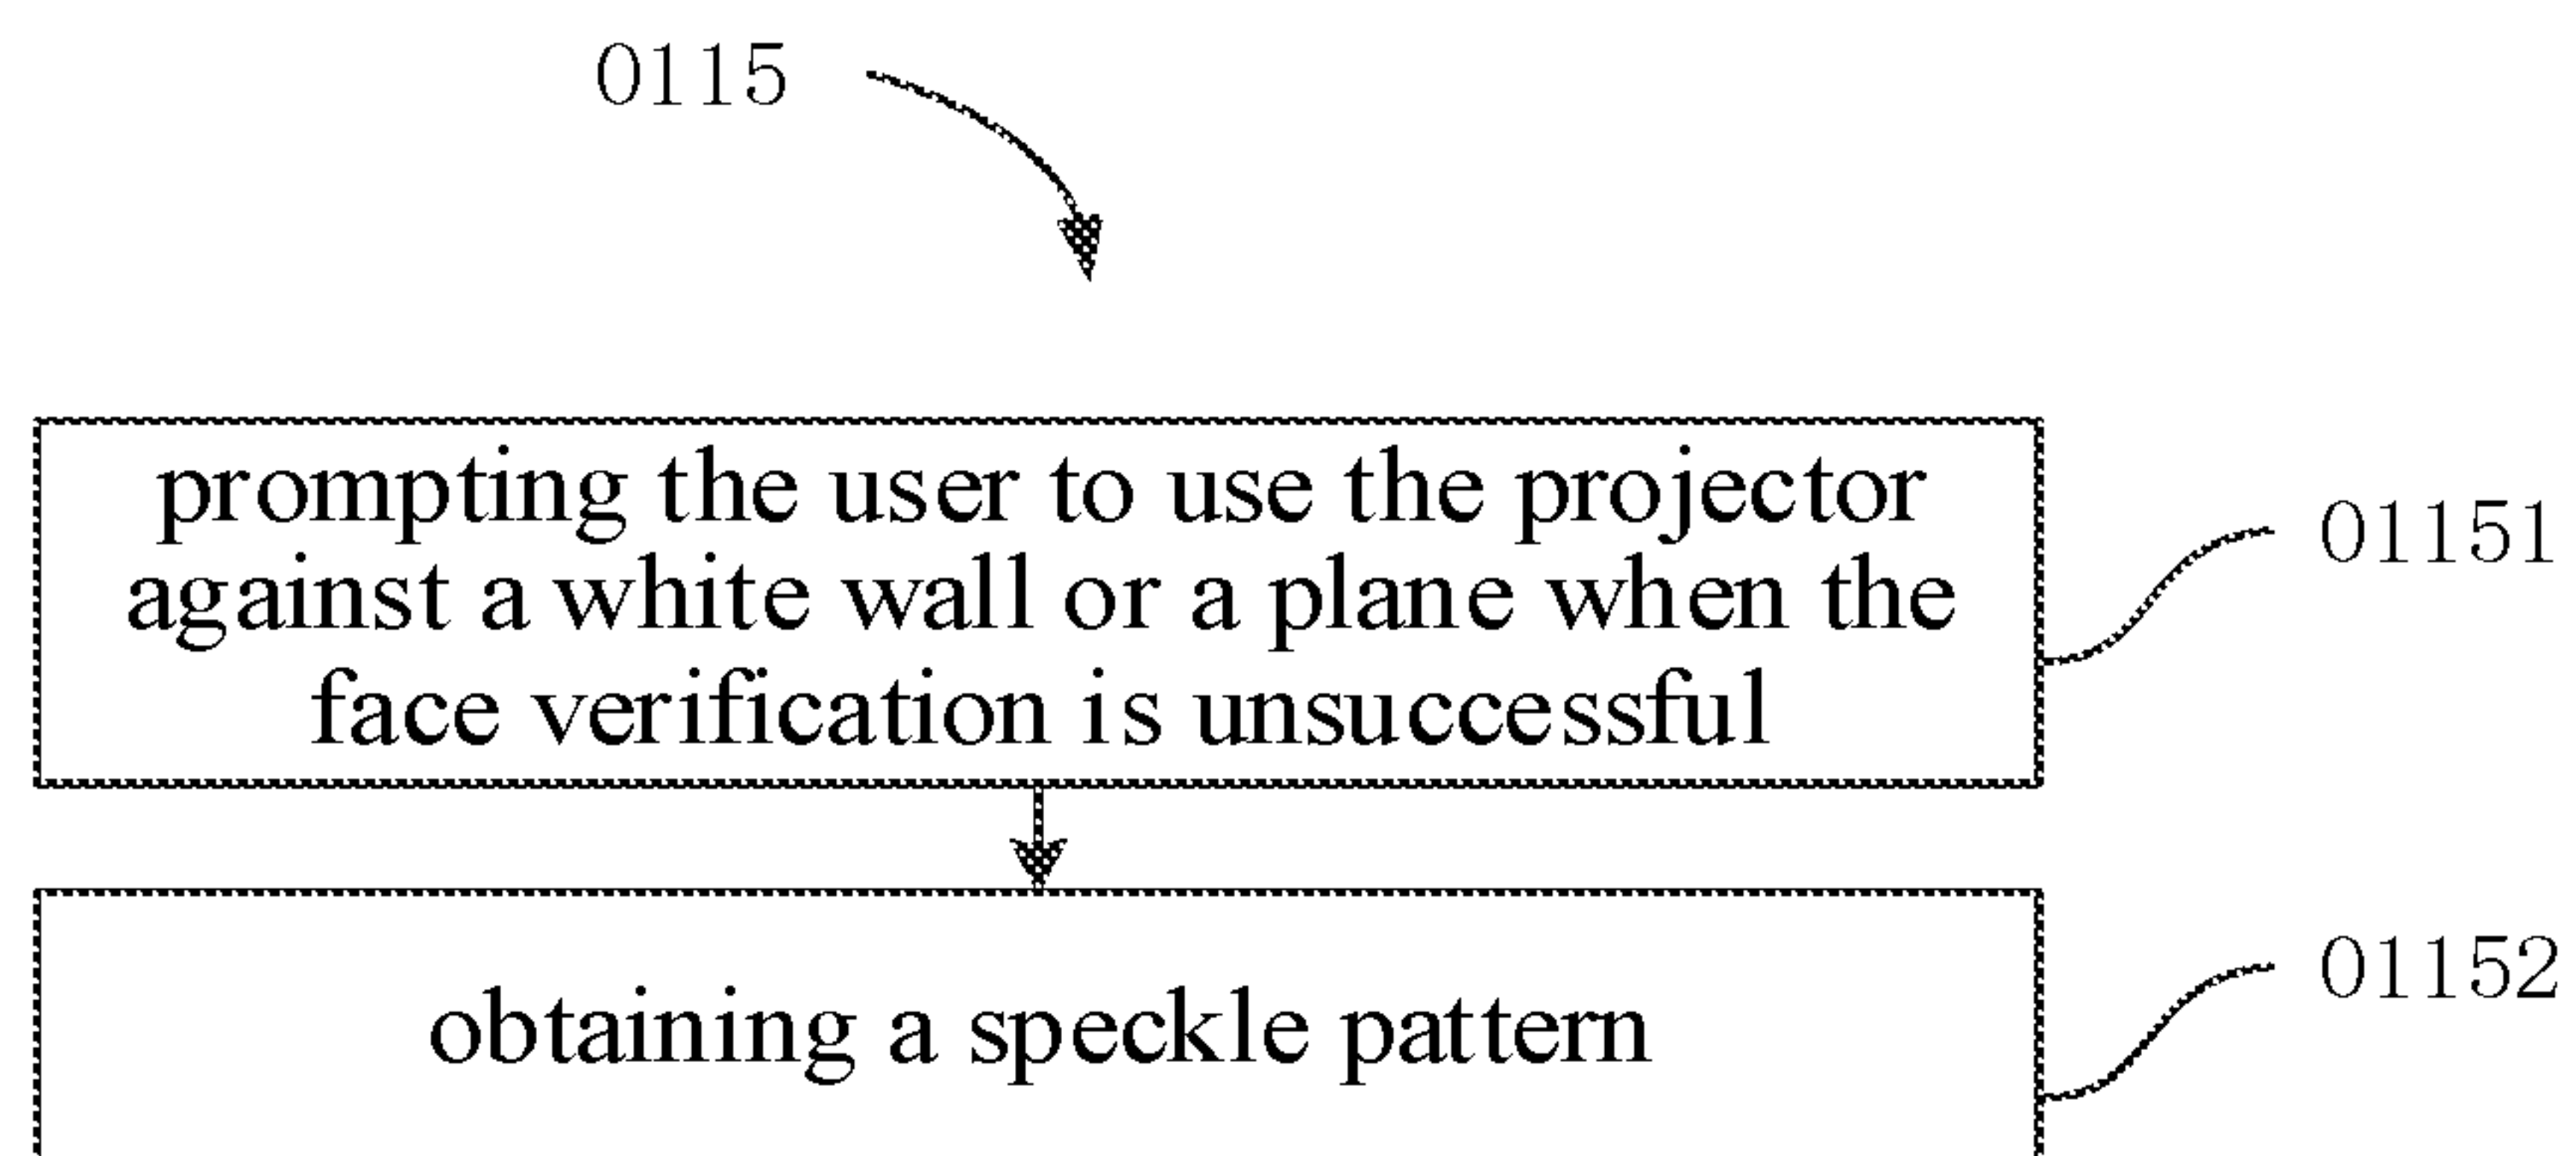 0115
prompting the user to use the projector
against a white wall or a plane when the
face verification is unsuccessful
01151
obtaining a speckle pattern
01152